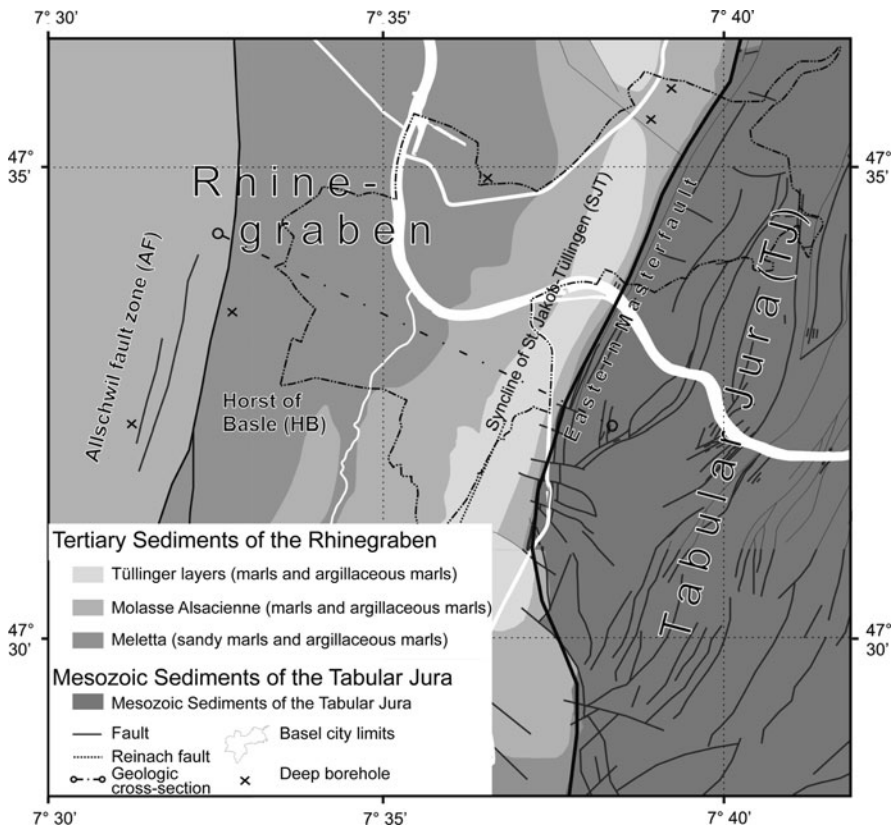 7° 30'
7° 35'
7° 40'
47°
35'
47°
35'
Rhine-
graben
Allschwil fault zone (AF)
Horst of
Basle (HB)
Syncline of St. Jakob-Tüllingen (SJT)
Eastern Masterfault
Tabular Jura (TJ)
47°
30'
47°
30'
Tertiary Sediments of the Rhinegraben
Tüllinger layers (marls and argillaceous marls)
Molasse Alsacienne (marls and argillaceous marls)
Meletta (sandy marls and argillaceous marls)
Mesozoic Sediments of the Tabular Jura
Mesozoic Sediments of the Tabular Jura
Fault
Basel city limits
Reinach fault
Geologic
cross-section
Deep borehole
7° 30'
7° 35'
7° 40'